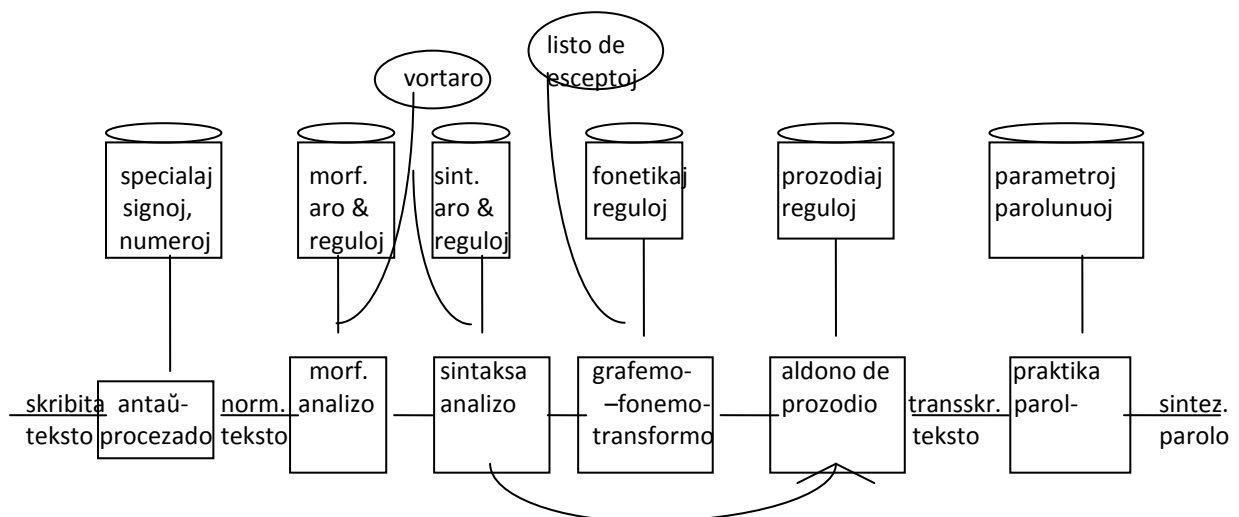 listo de
esceptoj
vortaro
specialaj
signoj,
numeroj
morf.
aro &
reguloj
sint.
aro &
reguloj
fonetikaj
reguloj
prozodiaj
reguloj
parametroj
parolunuoj
skribita
teksto
antaŭ-
procezado
norm.
teksto
morf.
analizo
sintaksa
analizo
grafemo-
–fonemo-
transformo
aldono de
prozodio
transskr.
teksto
praktika
parol-
sintez.
parolo